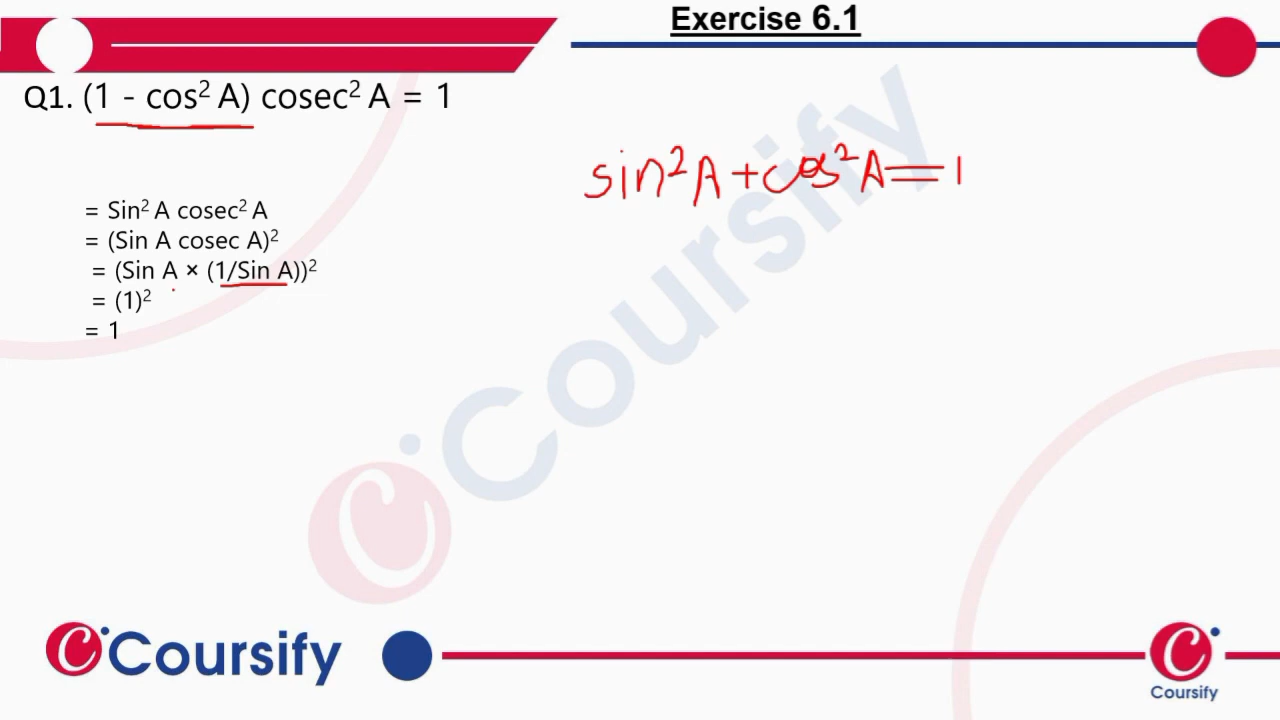 Exercise 6.1
Q1. (1 - cos² A) cosec² A = 1
sin²A + cos²A = 1
= Sin² A cosec² A
= (Sin A cosec A)²
= (Sin A × (1/Sin A))²
= (1)²
= 1
Coursify
Coursify
Coursify